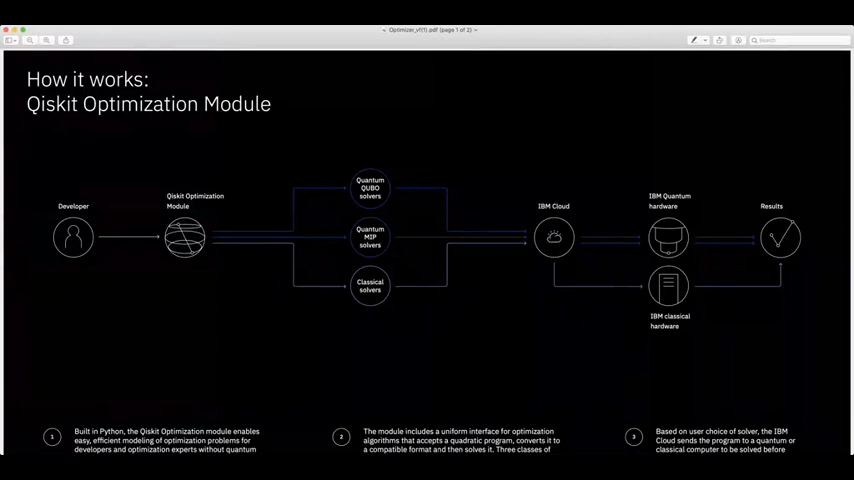 Optimizer_vf(1).pdf (page 1 of 2)
Search
How it works:
Qiskit Optimization Module
Developer
Qiskit Optimization
Module
Quantum
QUBO
solvers
Quantum
MIP
solvers
Classical
solvers
IBM Cloud
IBM Quantum
hardware
IBM classical
hardware
Results
1
Built in Python, the Qiskit Optimization module enables
easy, efficient modeling of optimization problems for
developers and optimization experts without quantum
2
The module includes a uniform interface for optimization
algorithms that accepts a quadratic program, converts it to
a compatible format and then solves it. Three classes of
3
Based on user choice of solver, the IBM
Cloud sends the program to a quantum or
classical computer to be solved before